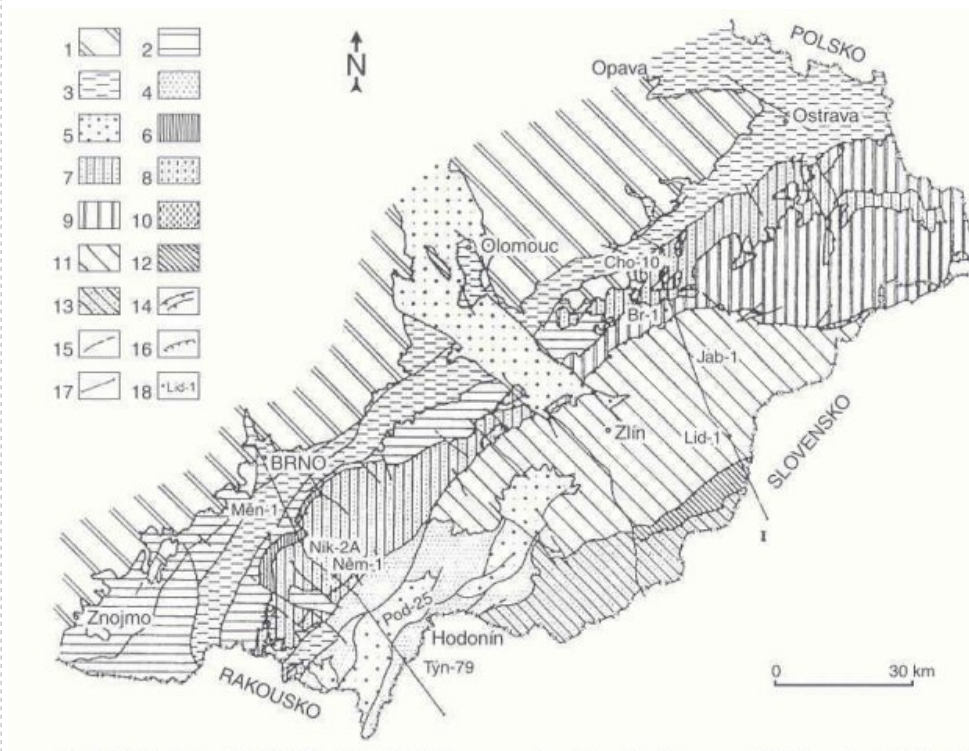 1 2
3 4
5 6
7 8
9 10
11 12
13 14
15 16
17 18 Lid-1
N
POLSKO
Opava
Ostrava
Olomouc
Cho-10
Br-1
Jab-1
Zlín
Lid-1
SLOVENSKO
BRNO
Měn-1
I
Nik-2A
Něm-1
Znojmo
Pod-25
Hodonín
Týn-79
RAKOUSKO
0 30 km